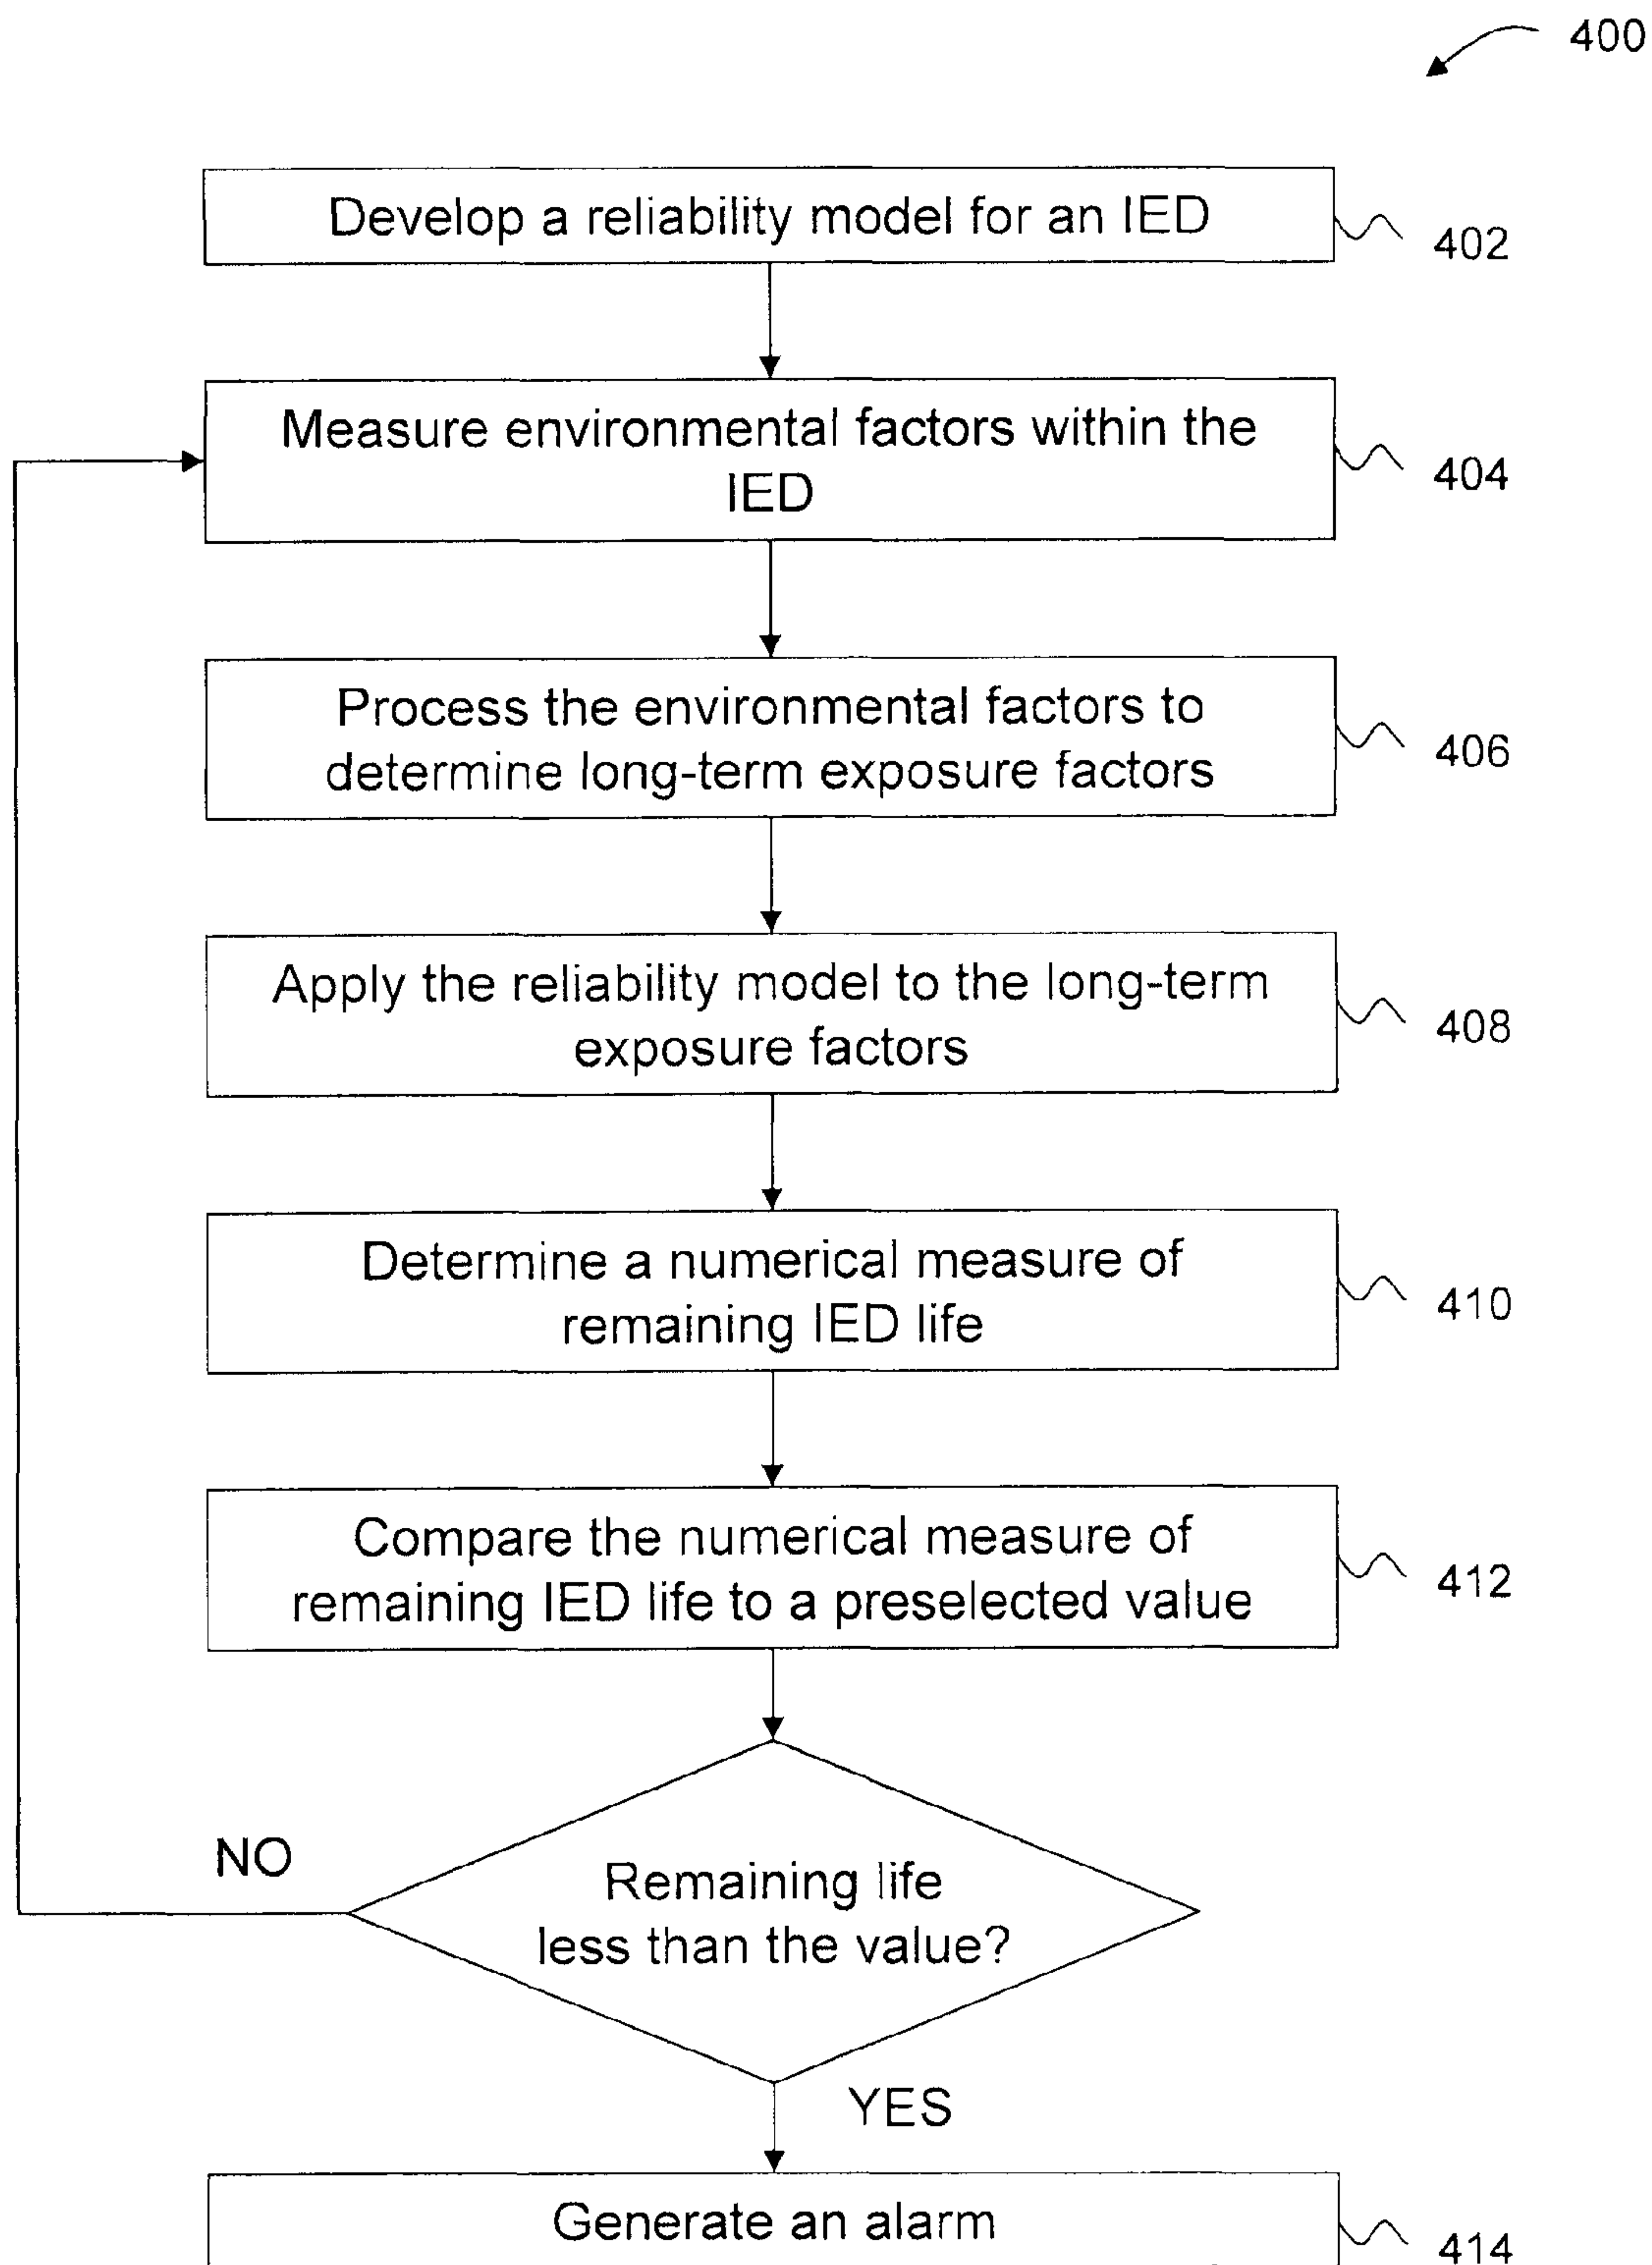 400
Develop a reliability model for an IED
402
Measure environmental factors within the
IED
404
Process the environmental factors to
determine long-term exposure factors
406
Apply the reliability model to the long-term
exposure factors
408
Determine a numerical measure of
remaining IED life
410
Compare the numerical measure of
remaining IED life to a preselected value
412
NO
Remaining life
less than the value?
YES
Generate an alarm
414